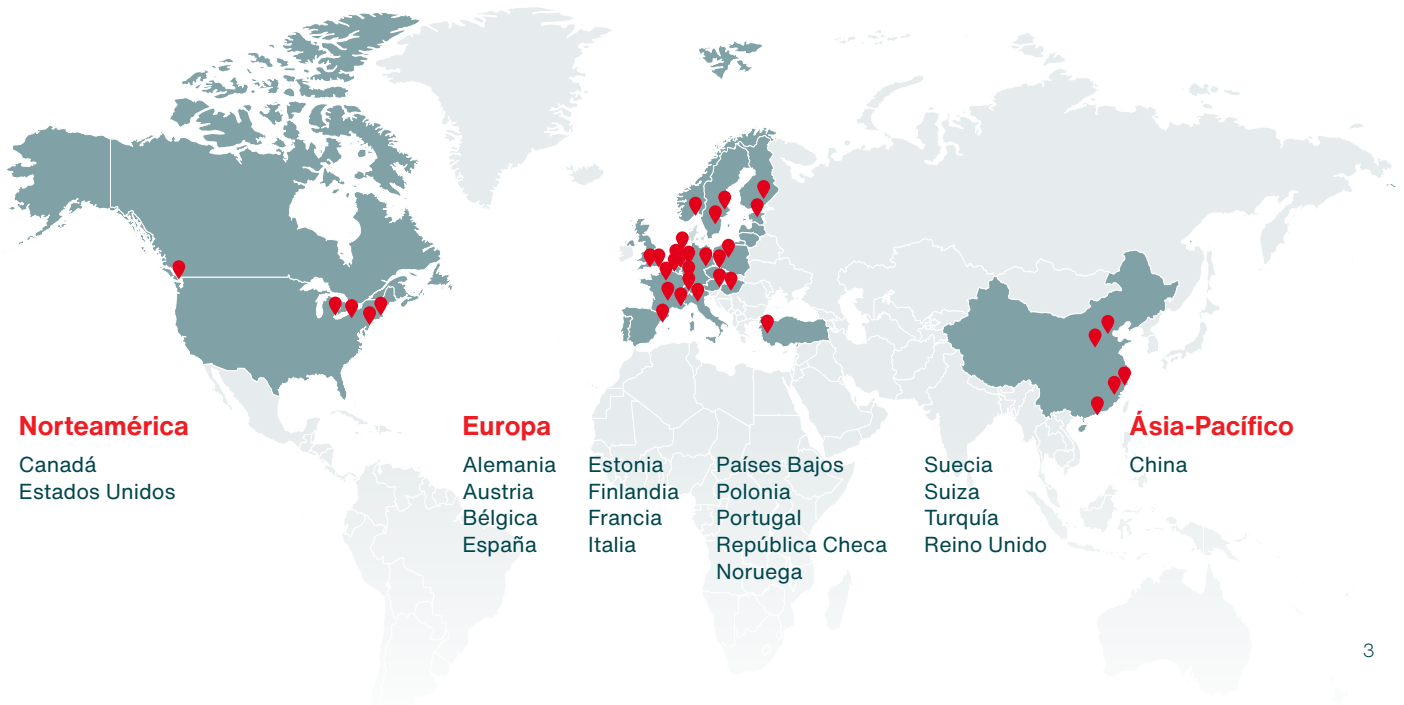 Norteamérica
Canadá
Estados Unidos
Europa
Alemania
Austria
Bélgica
España
Estonia
Finlandia
Francia
Italia
Países Bajos
Polonia
Portugal
República Checa
Noruega
Suecia
Suiza
Turquía
Reino Unido
Ásia-Pacífico
China
3